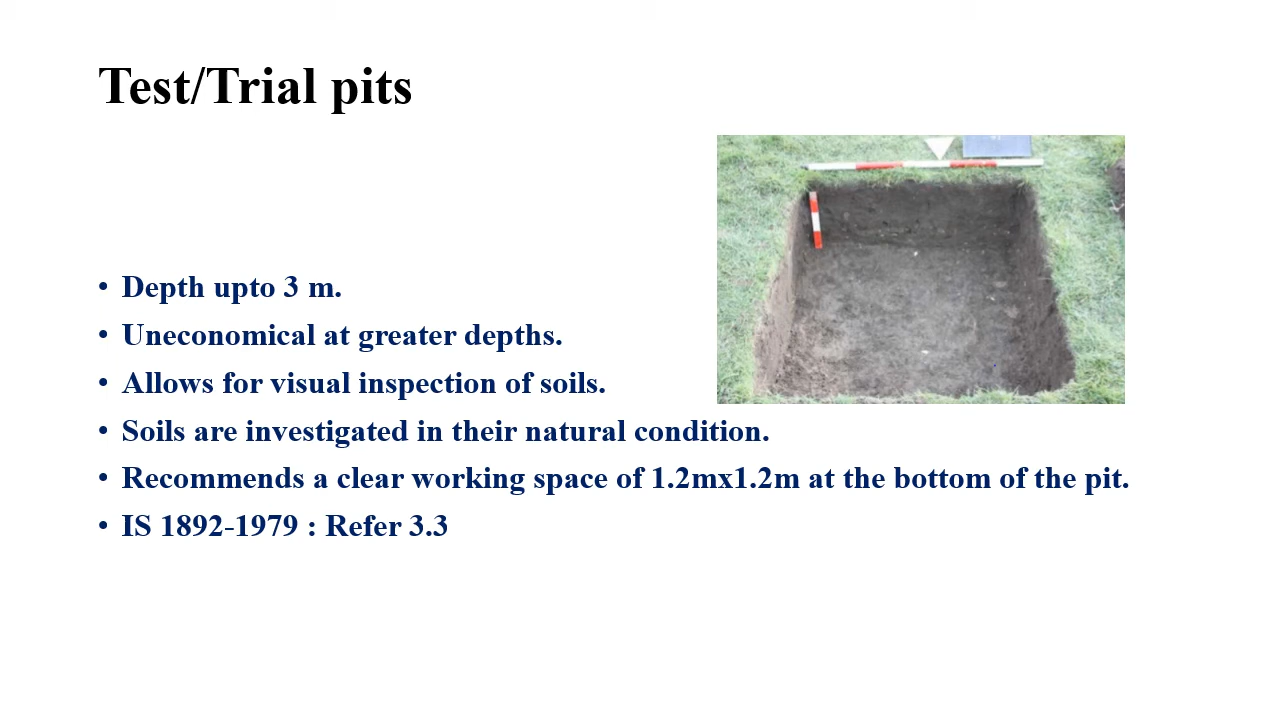 Test/Trial pits
• Depth upto 3 m.
• Uneconomical at greater depths.
• Allows for visual inspection of soils.
• Soils are investigated in their natural condition.
• Recommends a clear working space of 1.2mx1.2m at the bottom of the pit.
• IS 1892-1979 : Refer 3.3